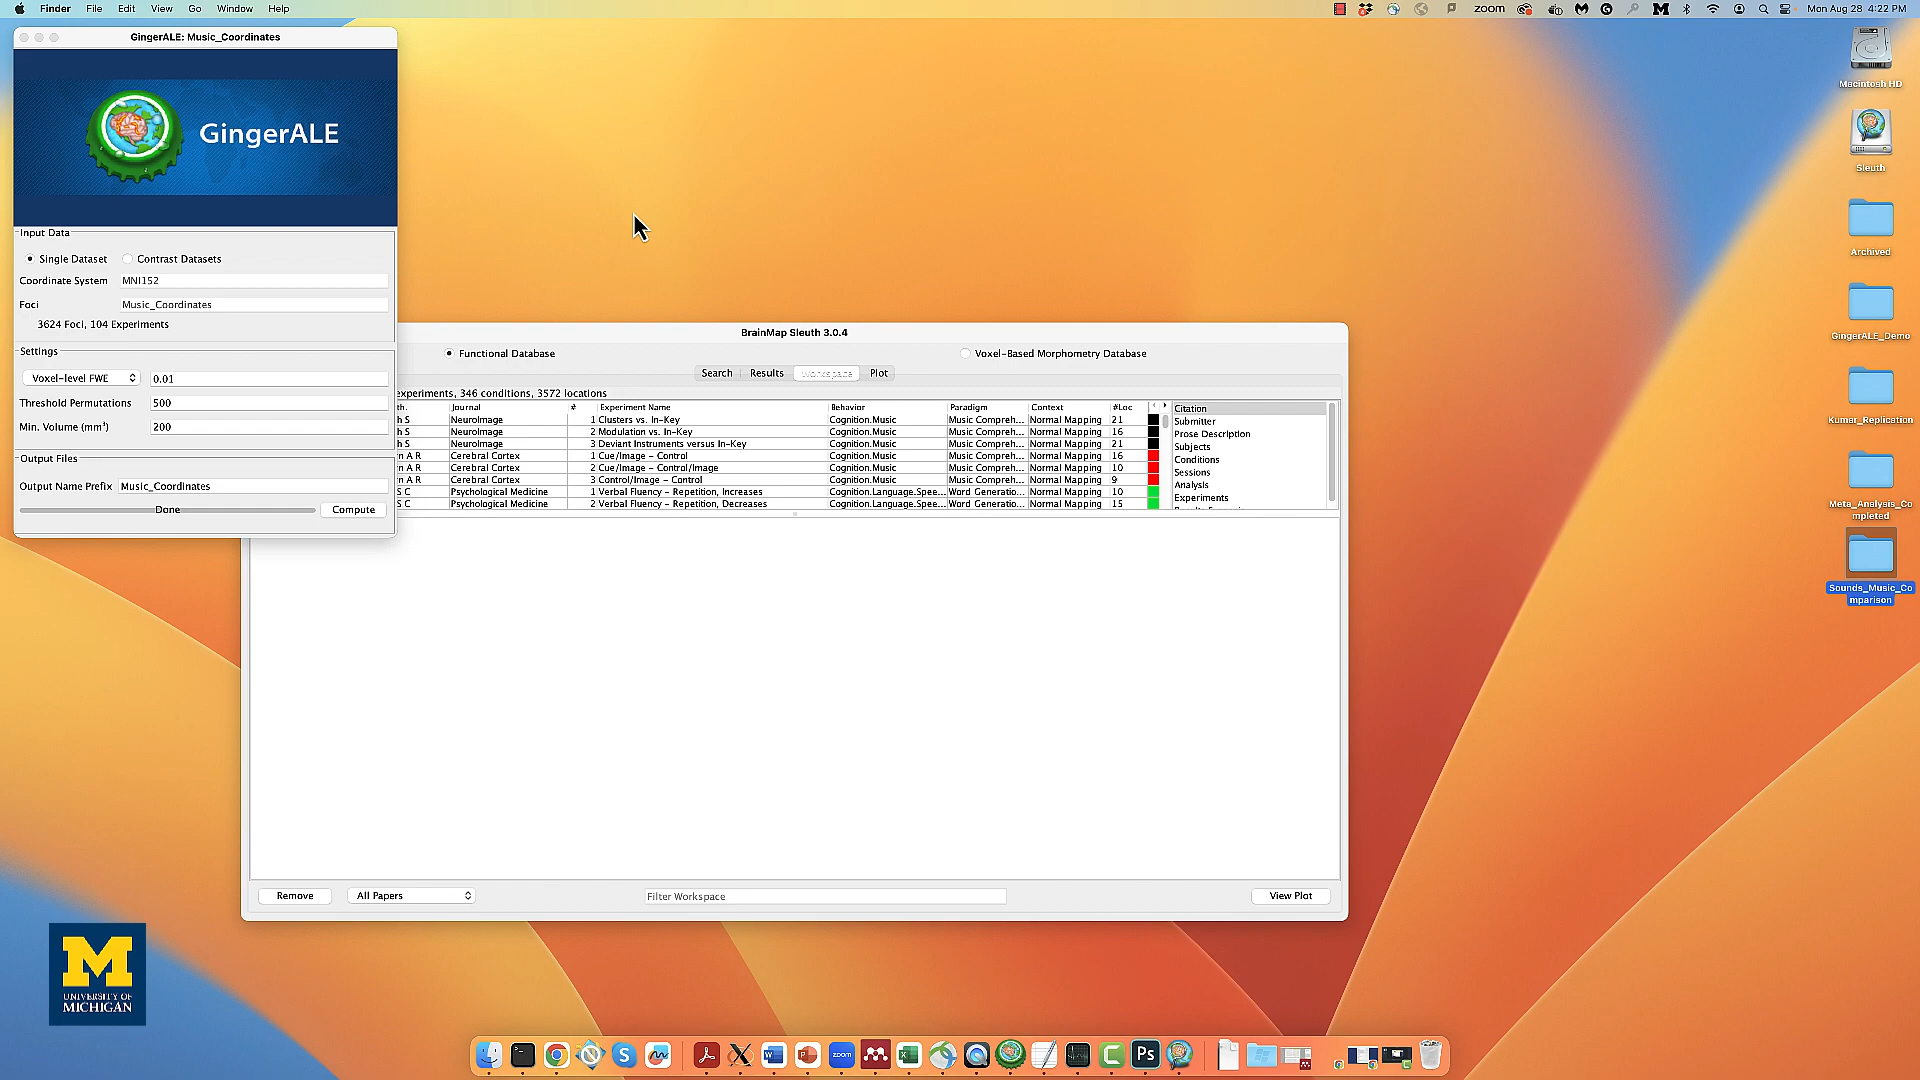 Finder File Edit View Go Window Help
zoom Mon Aug 28 4:22 PM
GingerALE: Music_Coordinates
GingerALE
Input Data
Single Dataset Contrast Datasets
Coordinate System MNI152
Foci Music_Coordinates
3624 Foci, 104 Experiments
Settings
Voxel-level FWE 0.01
Threshold Permutations 500
Min. Volume (mm³) 200
Output Files
Output Name Prefix Music_Coordinates
Done Compute
BrainMap Sleuth 3.0.4
Functional Database Voxel-Based Morphometry Database
Search Results Workspace Plot
experiments, 346 conditions, 3572 locations
th. Journal # Experiment Name Behavior Paradigm Context #Loc
h S NeuroImage 1 Clusters vs. In-Key Cognition.Music Music Compreh... Normal Mapping 21
h S NeuroImage 2 Modulation vs. In-Key Cognition.Music Music Compreh... Normal Mapping 16
h S NeuroImage 3 Deviant Instruments versus In-Key Cognition.Music Music Compreh... Normal Mapping 21
n A R Cerebral Cortex 1 Cue/Image - Control Cognition.Music Music Compreh... Normal Mapping 16
n A R Cerebral Cortex 2 Cue/Image - Control/Image Cognition.Music Music Compreh... Normal Mapping 10
n A R Cerebral Cortex 3 Control/Image - Control Cognition.Music Music Compreh... Normal Mapping 9
S C Psychological Medicine 1 Verbal Fluency - Repetition, Increases Cognition.Language.Spee... Word Generatio... Normal Mapping 10
S C Psychological Medicine 2 Verbal Fluency - Repetition, Decreases Cognition.Language.Spee... Word Generatio... Normal Mapping 15
Citation
Submitter
Prose Description
Subjects
Conditions
Sessions
Analysis
Experiments
Remove All Papers Filter Workspace View Plot
Macintosh HD
Sleuth
Archived
GingerALE_Demo
Kumar_Replication
Meta_Analysis_Co
mpleted
Sounds_Music_Co
mparison
M
UNIVERSITY OF
MICHIGAN
zoom
Ps